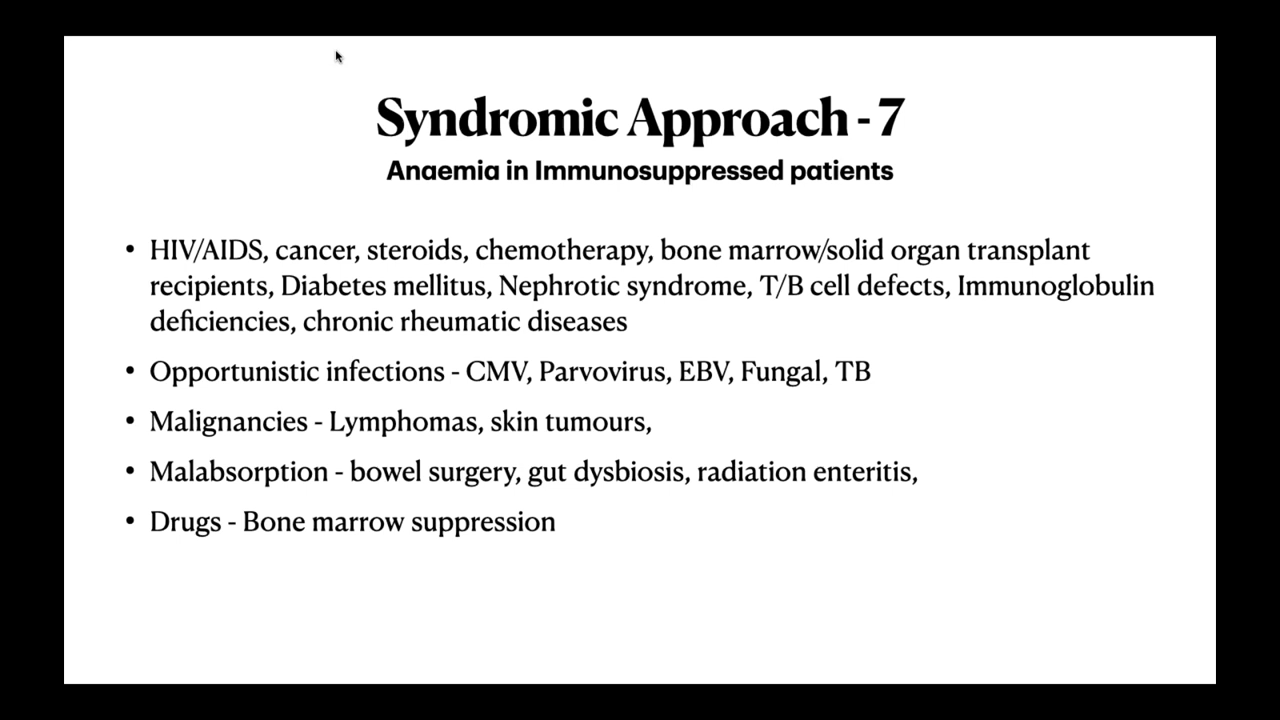 Syndromic Approach - 7
Anaemia in Immunosuppressed patients
• HIV/AIDS, cancer, steroids, chemotherapy, bone marrow/solid organ transplant
recipients, Diabetes mellitus, Nephrotic syndrome, T/B cell defects, Immunoglobulin
deficiencies, chronic rheumatic diseases
• Opportunistic infections - CMV, Parvovirus, EBV, Fungal, TB
• Malignancies - Lymphomas, skin tumours,
• Malabsorption - bowel surgery, gut dysbiosis, radiation enteritis,
• Drugs - Bone marrow suppression